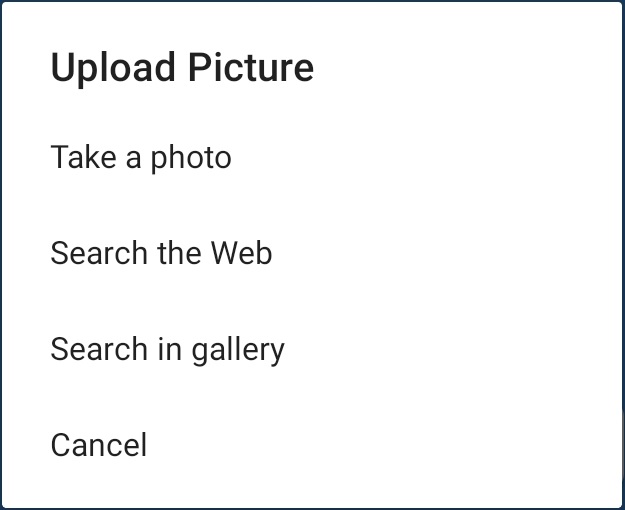 Upload Picture
Take a photo
Search the Web
Search in gallery
Cancel